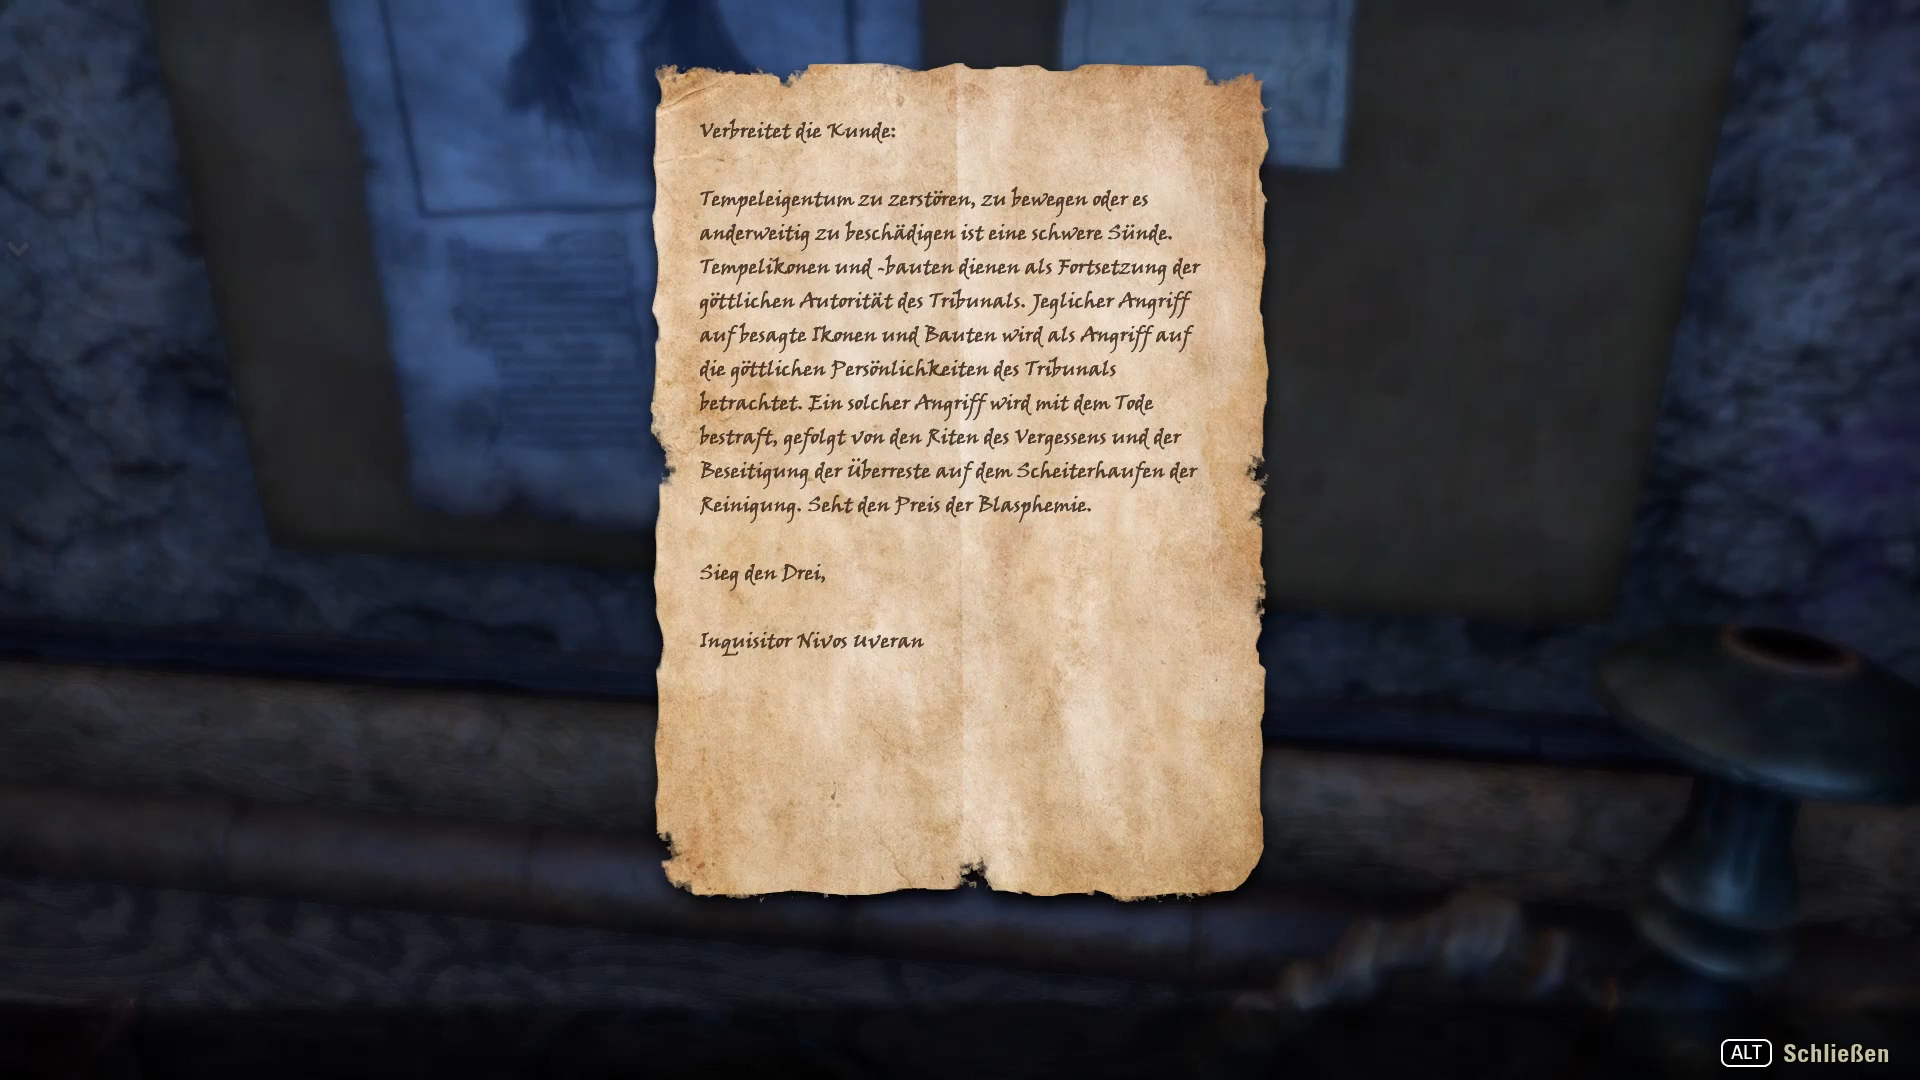 Verbreitet die Kunde:
Tempeleigentum zu zerstören, zu bewegen oder es
anderweitig zu beschädigen ist eine schwere Sünde.
Tempelikonen und -bauten dienen als Fortsetzung der
göttlichen Autorität des Tribunals. Jeglicher Angriff
auf besagte Ikonen und Bauten wird als Angriff auf
die göttlichen Persönlichkeiten des Tribunals
betrachtet. Ein solcher Angriff wird mit dem Tode
bestraft, gefolgt von den Riten des Vergessens und der
Beseitigung der Überreste auf dem Scheiterhaufen der
Reinigung. Seht den Preis der Blasphemie.
Sieg den Drei,
Inquisitor Nivos Uveran
ALT Schließen